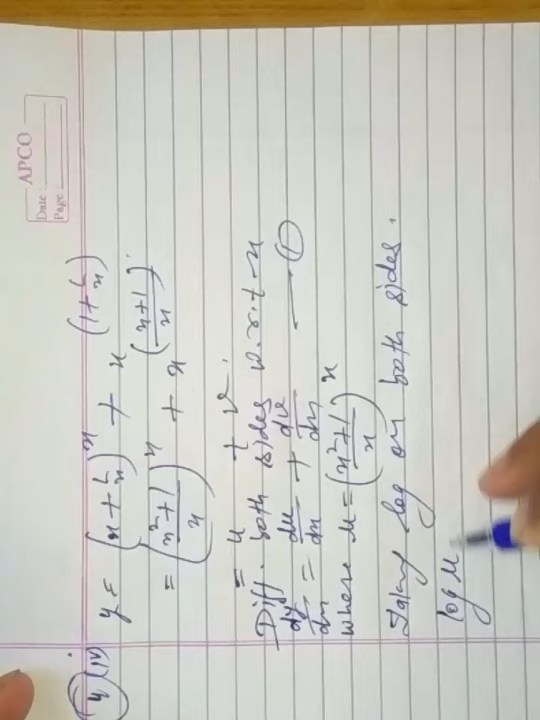 APCO
Date :
Page :
4 (iv) y = (x + 1/x)^x + x^(1 + 1/x)
= ((x²+1)/x)^x + x^((x+1)/x)
= u + v.
Diff. both sides w.r.t x
dy/dx = du/dx + dv/dx — ①
where u = ((x²+1)/x)^x
Taking log on both sides.
log u